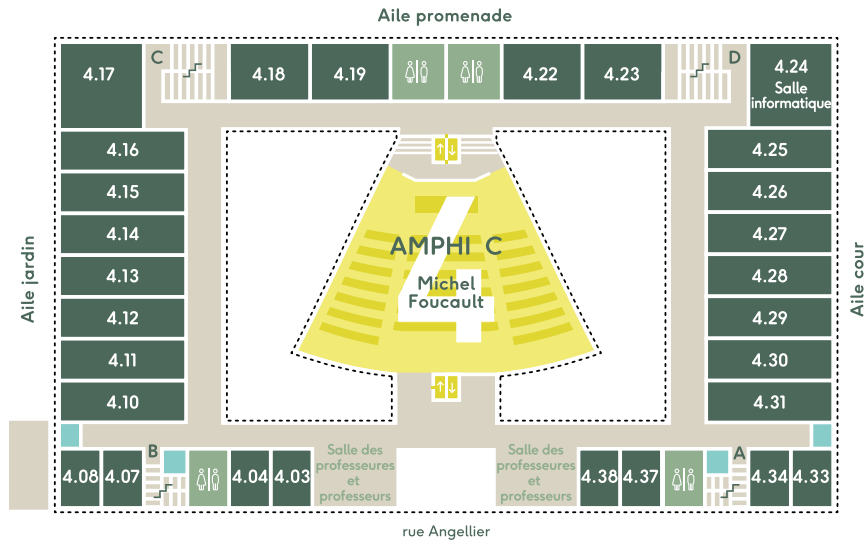 Aile promenade
4.17
C
4.18
4.19
4.22
4.23
D
4.24
Salle
informatique
4.16
4.15
4.14
4.13
4.12
4.11
4.10
4.25
4.26
4.27
4.28
4.29
4.30
4.31
4
AMPHI C
Michel
Foucault
Aile jardin
Aile cour
4.08
4.07
B
4.04
4.03
Salle des
professeures
et
professeurs
Salle des
professeures
et
professeurs
4.38
4.37
A
4.34
4.33
rue Angellier